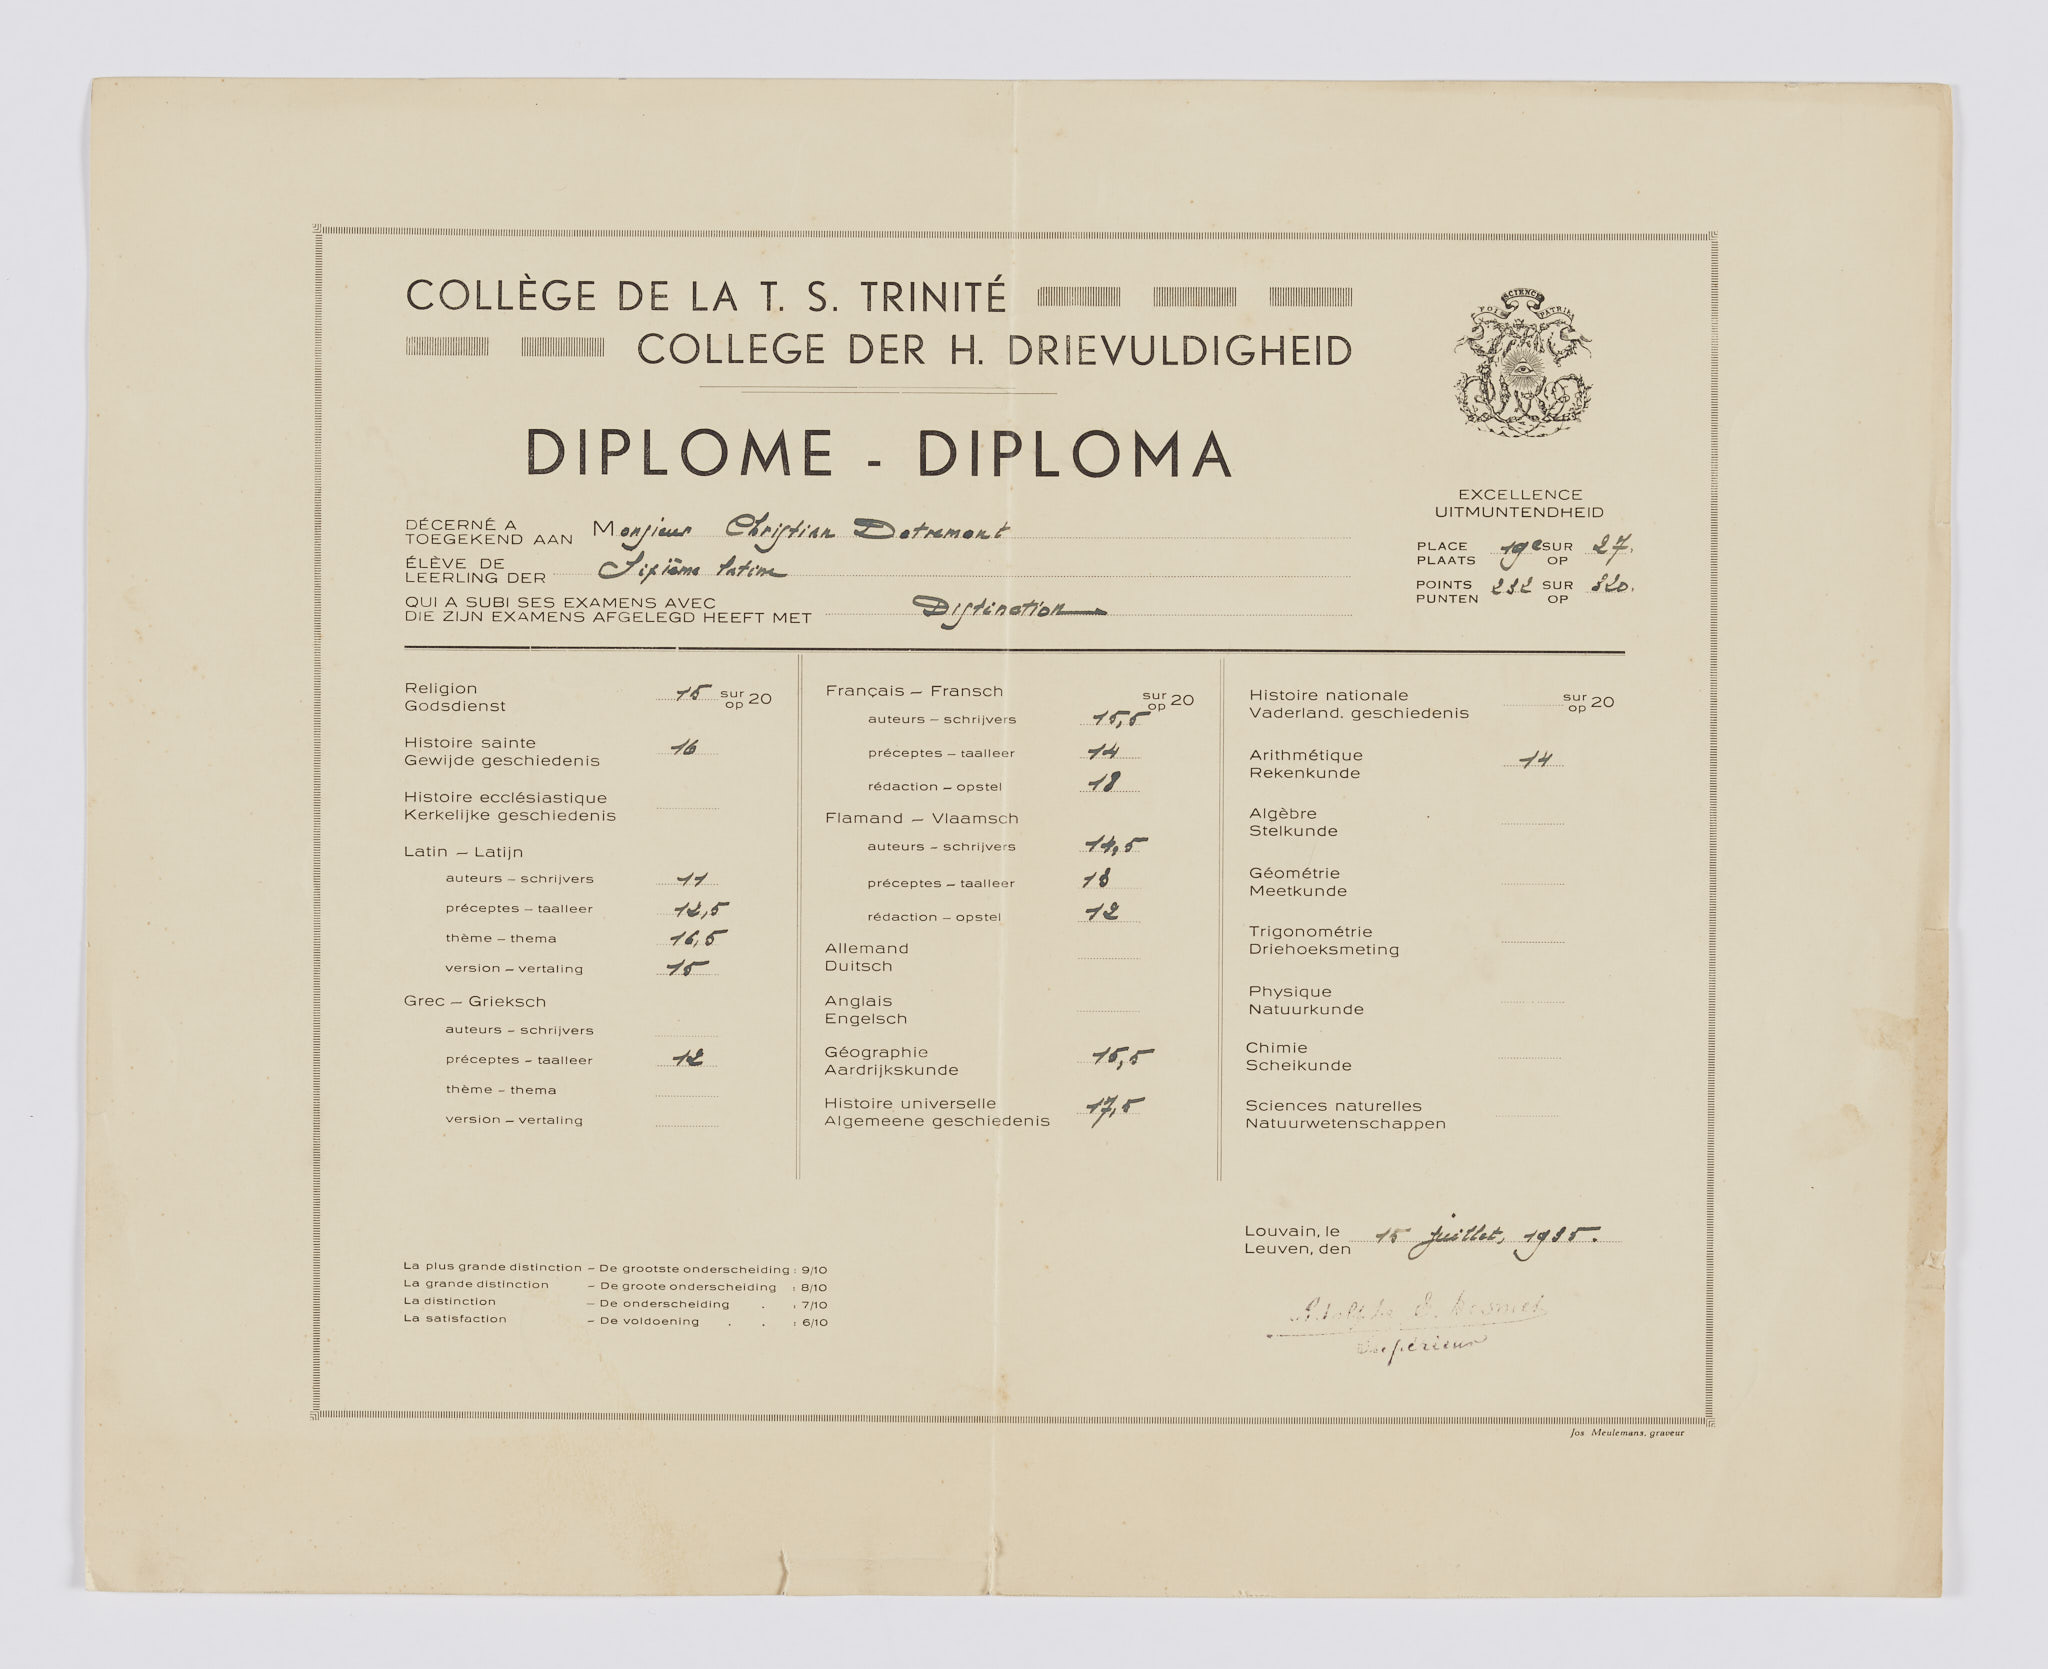 COLLÈGE DE LA T. S. TRINITÉ
COLLEGE DER H. DRIEVULDIGHEID
SCIENCE
FOI PATRIE
DIPLOME - DIPLOMA
EXCELLENCE
UITMUNTENDHEID
DÉCERNÉ A
TOEGEKEND AAN Monsieur Christian Dotremont
ÉLÈVE DE
LEERLING DER Sixième latine
QUI A SUBI SES EXAMENS AVEC
DIE ZIJN EXAMENS AFGELEGD HEEFT MET Distinction
PLACE 19e SUR 27.
PLAATS OP
POINTS 232 SUR 320.
PUNTEN OP
Religion 15 sur 20
Godsdienst op
Histoire sainte 16
Gewijde geschiedenis
Histoire ecclésiastique
Kerkelijke geschiedenis
Latin – Latijn
auteurs – schrijvers 11
préceptes – taalleer 12,5
thème – thema 16,5
version – vertaling 15
Grec – Grieksch
auteurs – schrijvers
préceptes – taalleer 12
thème – thema
version – vertaling
Français – Fransch sur 20
op
auteurs – schrijvers 15,5
préceptes – taalleer 14
rédaction – opstel 18
Flamand – Vlaamsch
auteurs – schrijvers 14,5
préceptes – taalleer 13
rédaction – opstel 12
Allemand
Duitsch
Anglais
Engelsch
Géographie 15,5
Aardrijkskunde
Histoire universelle 17,5
Algemeene geschiedenis
Histoire nationale sur 20
Vaderland. geschiedenis op
Arithmétique 14
Rekenkunde
Algèbre
Stelkunde
Géométrie
Meetkunde
Trigonométrie
Driehoeksmeting
Physique
Natuurkunde
Chimie
Scheikunde
Sciences naturelles
Natuurwetenschappen
La plus grande distinction – De grootste onderscheiding : 9/10
La grande distinction – De groote onderscheiding : 8/10
La distinction – De onderscheiding . : 7/10
La satisfaction – De voldoening . . : 6/10
Louvain, le 15 juillet, 1935.
Leuven, den
Supérieur
Jos Meulemans, graveur